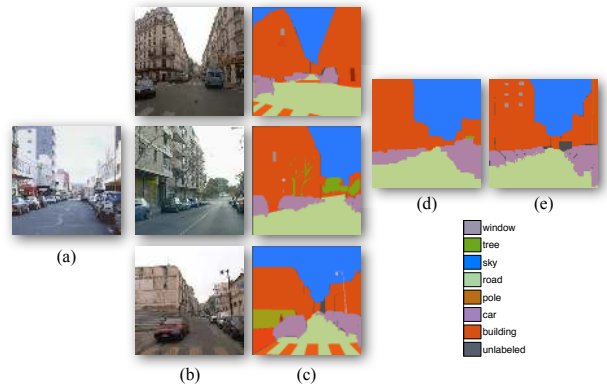 (a)
(b)
(c)
(d)
(e)
window
tree
sky
road
pole
car
building
unlabeled